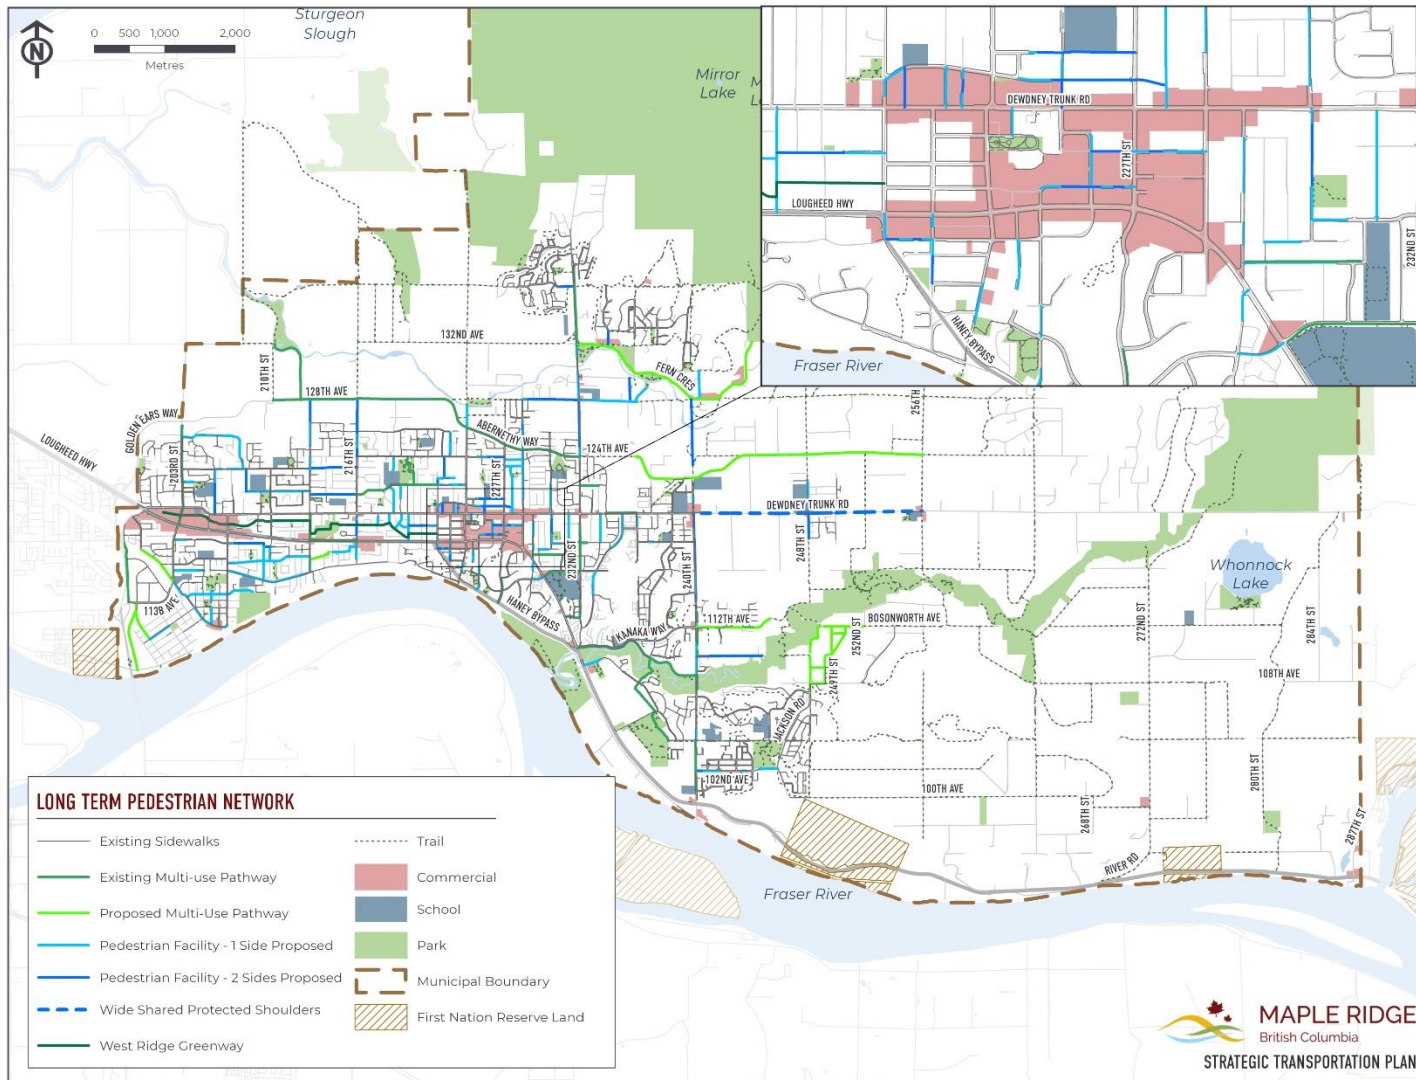 Sturgeon
Slough
N
0 500 1,000 2,000
Metres
Mirror
Lake
M
L
DEWDNEY TRUNK RD
227TH ST
LOUGHEED HWY
232ND ST
HANEY BYPASS
Fraser River
132ND AVE
210TH ST
FERN CRES
128TH AVE
GOLDEN EARS WAY
ABERNETHY WAY
256TH
LOUGHEED HWY
203RD ST
216TH ST
124TH AVE
227TH ST
DEWDNEY TRUNK RD
248TH ST
232ND ST
240TH ST
Whonnock
Lake
113B AVE
HANEY BYPASS
KANAKA WAY
112TH AVE
BOSONWORTH AVE
252ND ST
272ND ST
284TH ST
249TH ST
108TH AVE
JACKSON RD
102ND AVE
100TH AVE
280TH ST
268TH ST
287TH ST
RIVER RD
Fraser River
LONG TERM PEDESTRIAN NETWORK
Existing Sidewalks
Existing Multi-use Pathway
Proposed Multi-Use Pathway
Pedestrian Facility - 1 Side Proposed
Pedestrian Facility - 2 Sides Proposed
Wide Shared Protected Shoulders
West Ridge Greenway
Trail
Commercial
School
Park
Municipal Boundary
First Nation Reserve Land
MAPLE RIDGE
British Columbia
STRATEGIC TRANSPORTATION PLAN